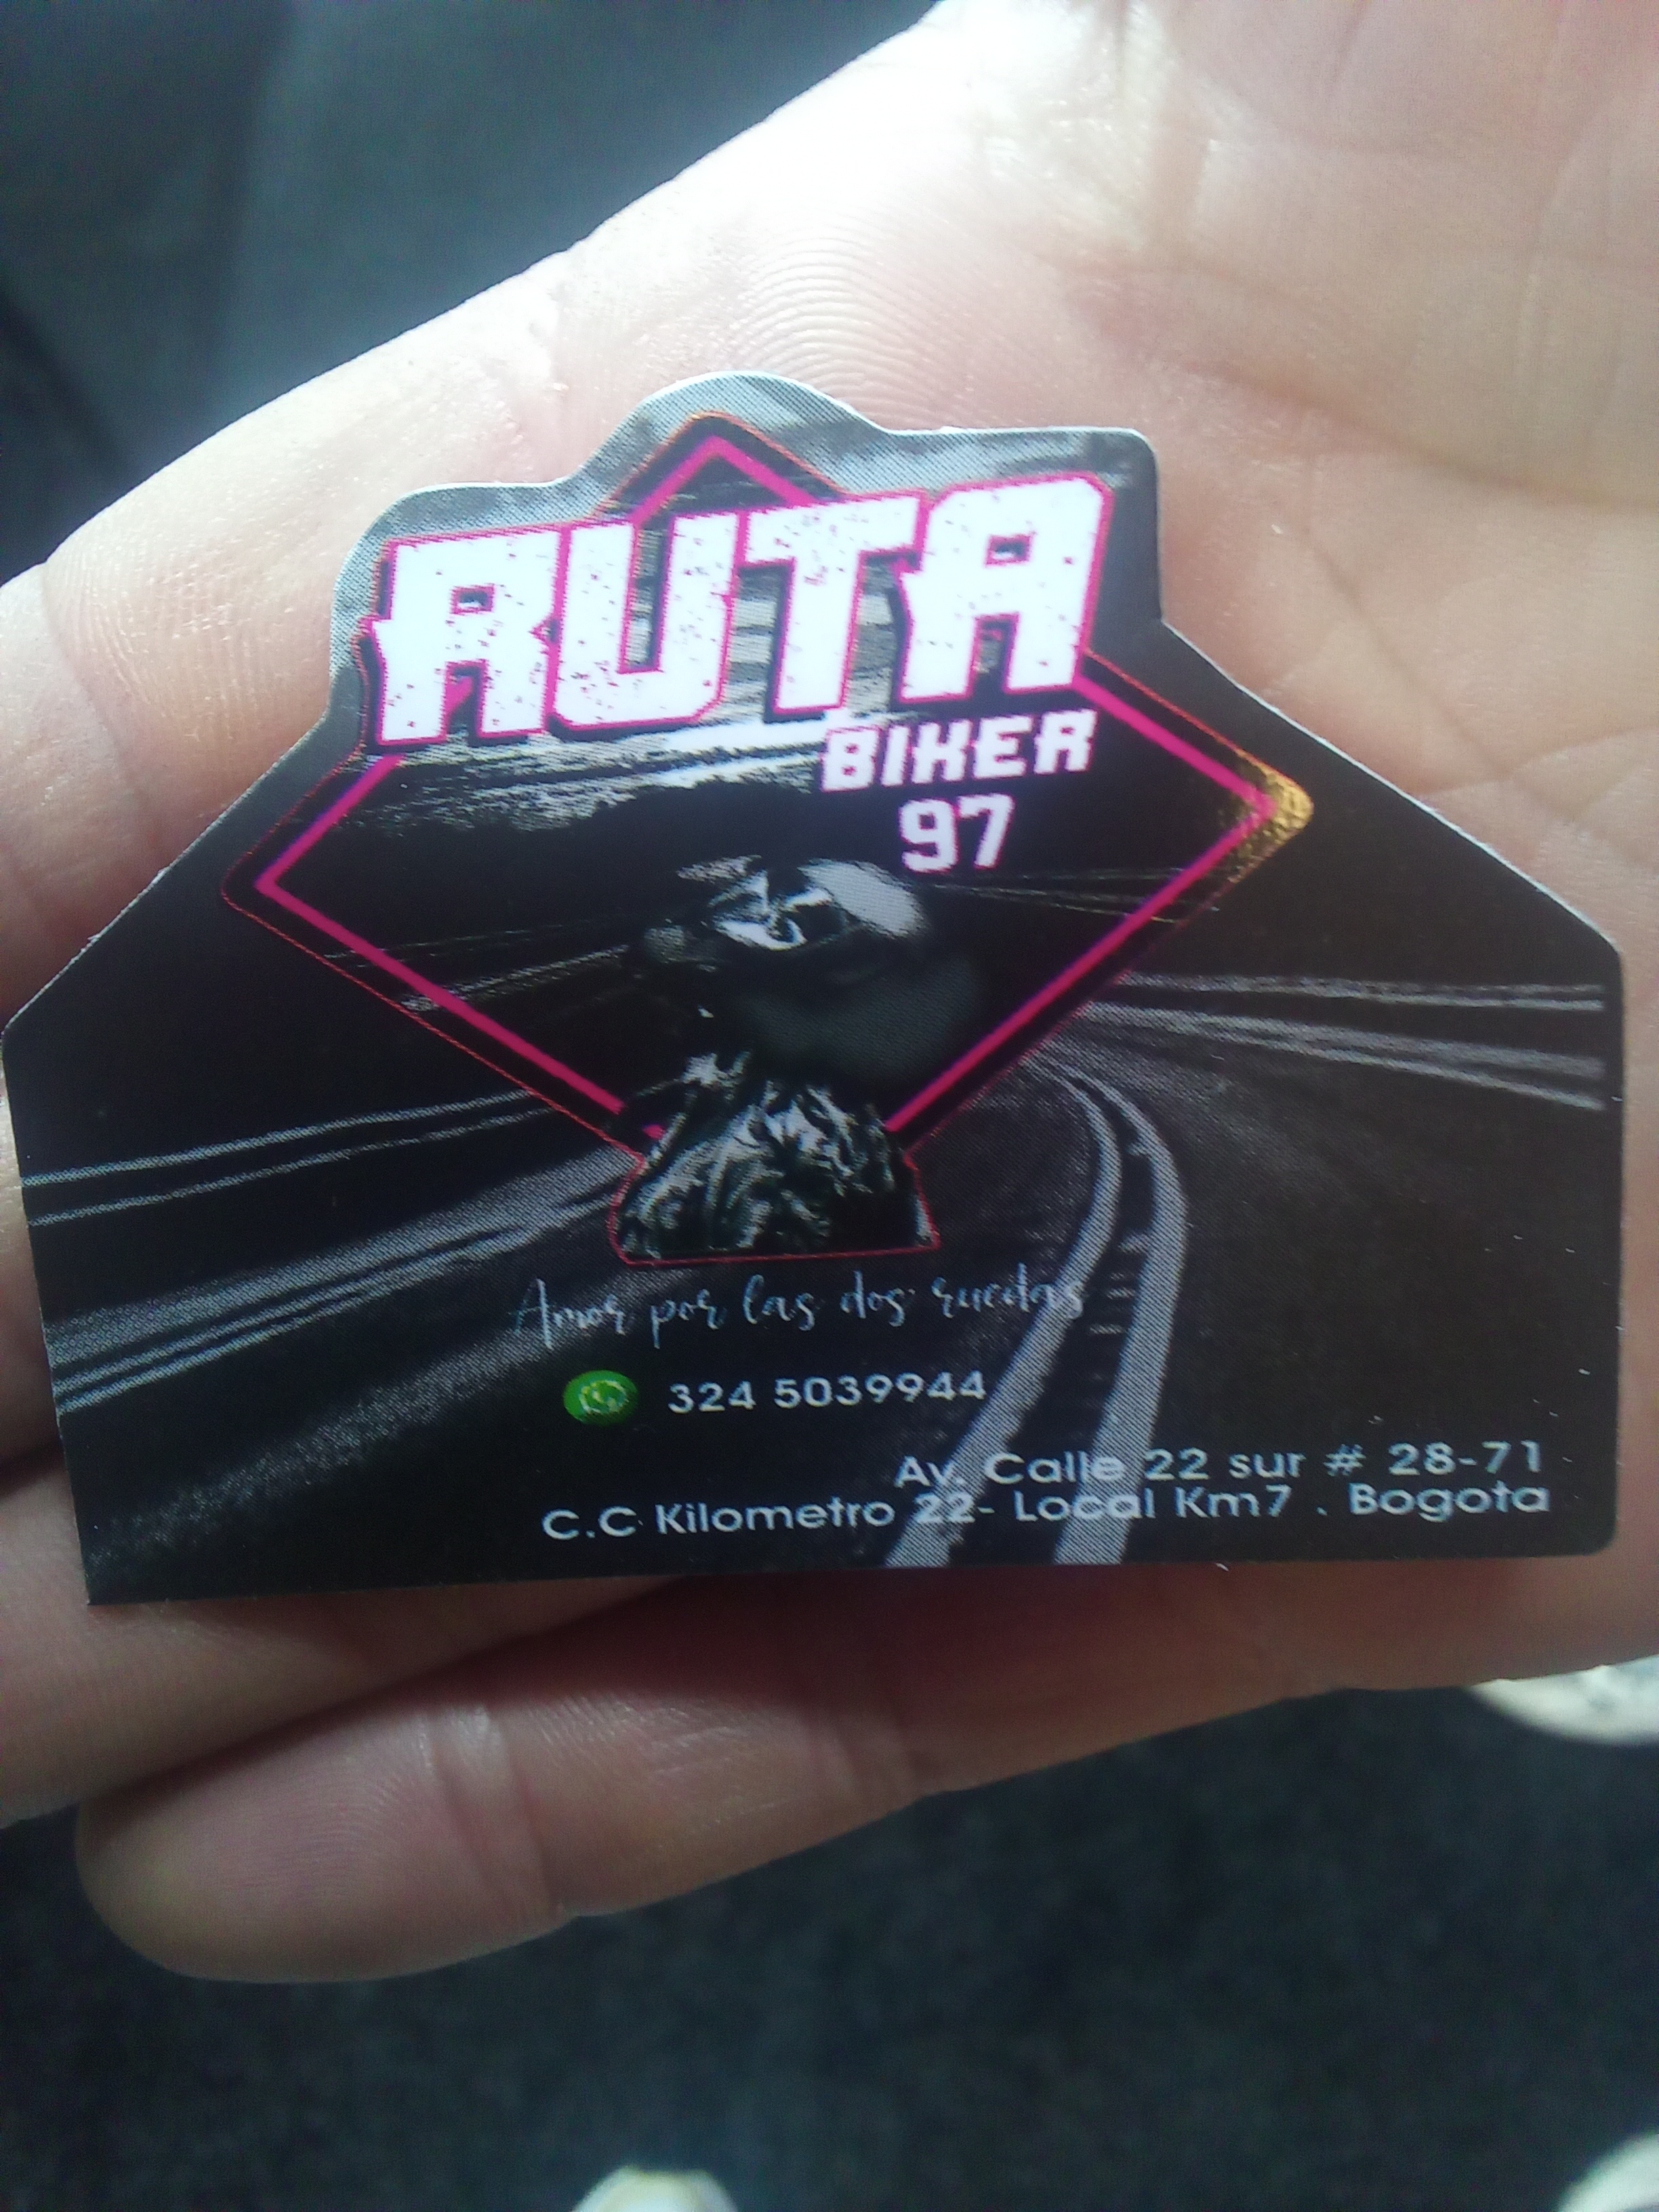 RUTA
BIKER
97
Amor por las dos ruedas
324 5039944
Av. Calle 22 sur # 28-71
C.C Kilometro 22- Local Km7 . Bogota